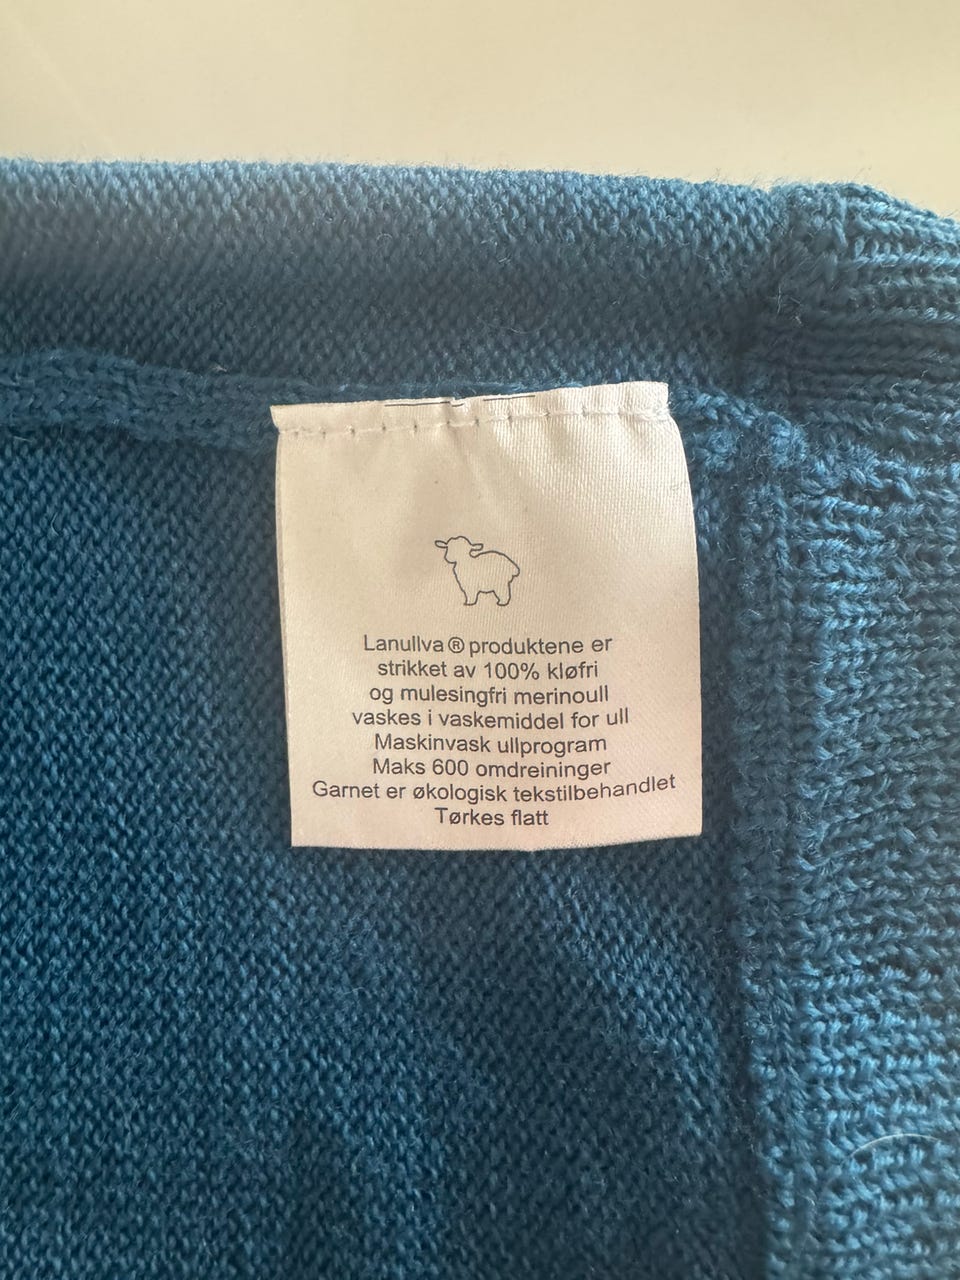 Lanullva® produktene er
strikket av 100% kløfri
og mulesingfri merinoull
vaskes i vaskemiddel for ull
Maskinvask ullprogram
Maks 600 omdreininger
Garnet er økologisk tekstilbehandlet
Tørkes flatt